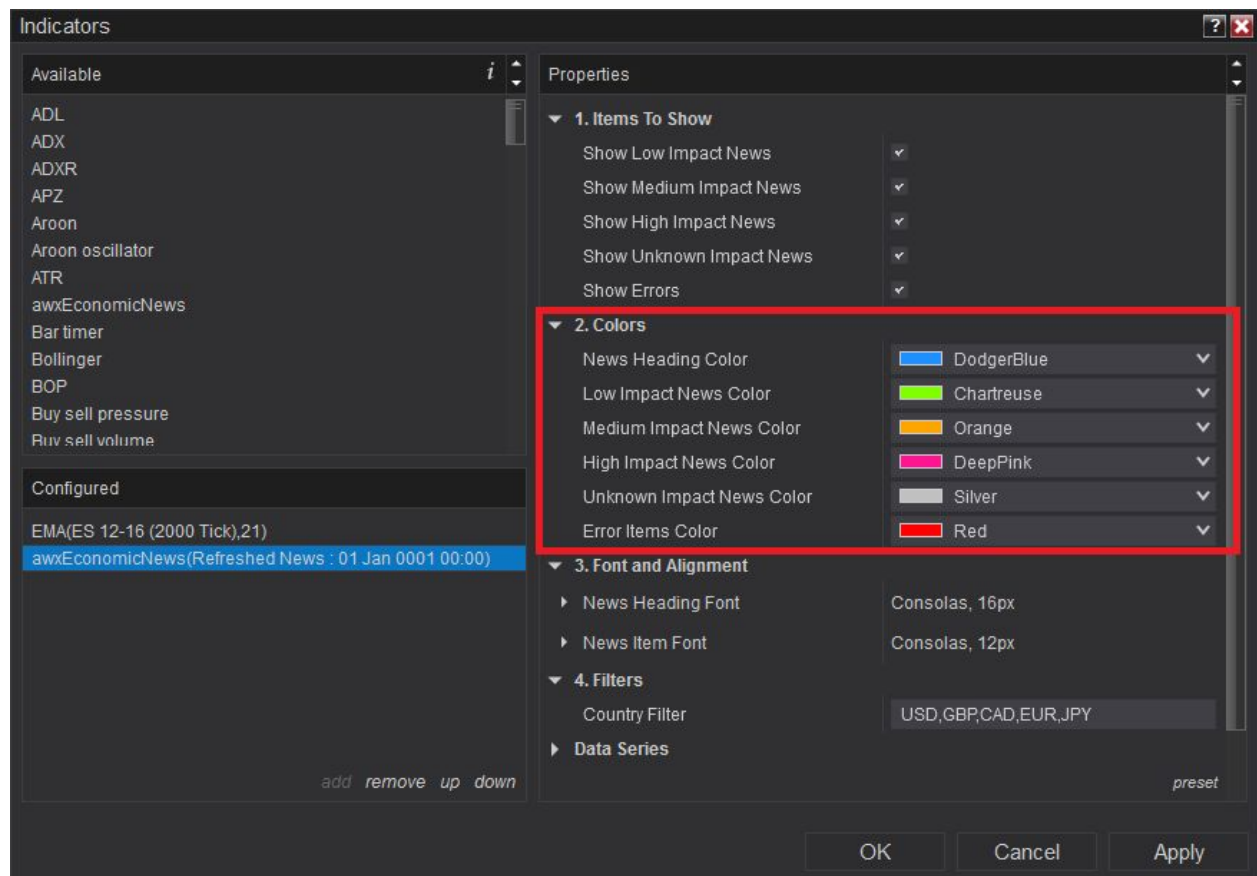 Indicators
?
Available i
ADL
ADX
ADXR
APZ
Aroon
Aroon oscillator
ATR
awxEconomicNews
Bar timer
Bollinger
BOP
Buy sell pressure
Buy sell volume
Configured
EMA(ES 12-16 (2000 Tick),21)
awxEconomicNews(Refreshed News : 01 Jan 0001 00:00)
add remove up down
Properties
1. Items To Show
Show Low Impact News
Show Medium Impact News
Show High Impact News
Show Unknown Impact News
Show Errors
2. Colors
News Heading Color DodgerBlue
Low Impact News Color Chartreuse
Medium Impact News Color Orange
High Impact News Color DeepPink
Unknown Impact News Color Silver
Error Items Color Red
3. Font and Alignment
News Heading Font Consolas, 16px
News Item Font Consolas, 12px
4. Filters
Country Filter USD,GBP,CAD,EUR,JPY
Data Series
preset
OK Cancel Apply